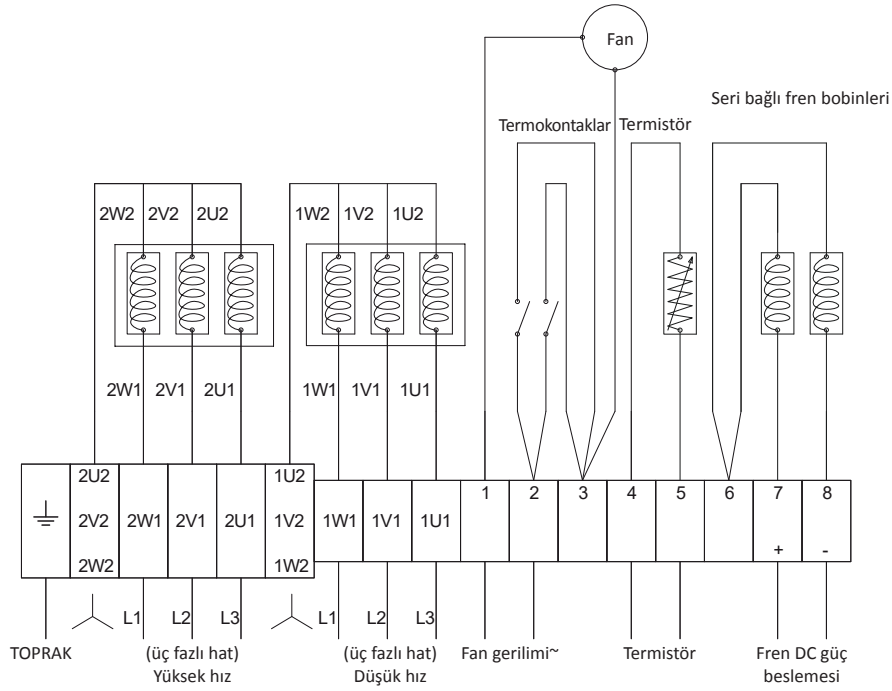 Fan
Seri bağlı fren bobinleri
Termokontaklar
Termistör
2W2 2V2 2U2
1W2 1V2 1U2
2W1 2V1 2U1
1W1 1V1 1U1
2U2
2V2
2W2
2W1
2V1
2U1
1U2
1V2
1W2
1W1
1V1
1U1
1 2 3 4 5 6 7 8
+ -
L1 L2 L3
L1 L2 L3
TOPRAK
(üç fazlı hat)
Yüksek hız
(üç fazlı hat)
Düşük hız
Fan gerilimi~
Termistör
Fren DC güç
beslemesi